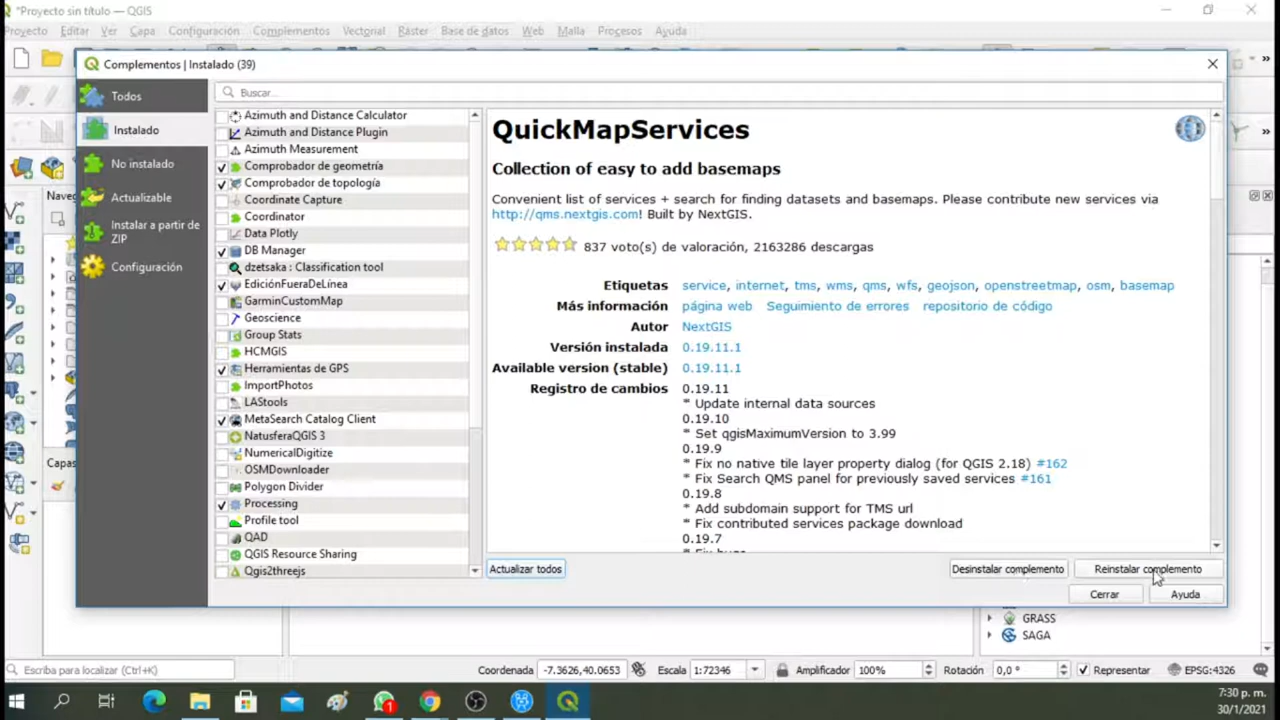 *Proyecto sin título — QGIS
Proyecto Editar Ver Capa Configuración Complementos Vectorial Ráster Base de datos Web Malla Procesos Ayuda
Complementos | Instalado (39)
Todos
Instalado
No instalado
Actualizable
Instalar a partir de
ZIP
Configuración
Buscar...
Azimuth and Distance Calculator
Azimuth and Distance Plugin
Azimuth Measurement
Comprobador de geometría
Comprobador de topología
Coordinate Capture
Coordinator
Data Plotly
DB Manager
dzetsaka : Classification tool
EdiciónFueraDeLínea
GarminCustomMap
Geoscience
Group Stats
HCMGIS
Herramientas de GPS
ImportPhotos
LAStools
MetaSearch Catalog Client
NatusferaQGIS 3
NumericalDigitize
OSMDownloader
Polygon Divider
Processing
Profile tool
QAD
QGIS Resource Sharing
Qgis2threejs
QuickMapServices
Collection of easy to add basemaps
Convenient list of services + search for finding datasets and basemaps. Please contribute new services via
http://qms.nextgis.com! Built by NextGIS.
837 voto(s) de valoración, 2163286 descargas
Etiquetas service, internet, tms, wms, qms, wfs, geojson, openstreetmap, osm, basemap
Más información página web Seguimiento de errores repositorio de código
Autor NextGIS
Versión instalada 0.19.11.1
Available version (stable) 0.19.11.1
Registro de cambios 0.19.11
* Update internal data sources
0.19.10
* Set qgisMaximumVersion to 3.99
0.19.9
* Fix no native tile layer property dialog (for QGIS 2.18) #162
* Fix Search QMS panel for previously saved services #161
0.19.8
* Add subdomain support for TMS url
* Fix contributed services package download
0.19.7
* Fix bugs
Actualizar todos
Desinstalar complemento
Reinstalar complemento
Cerrar
Ayuda
Naveg
Capas
GRASS
SAGA
Escriba para localizar (Ctrl+K)
Coordenada -7.3626,40.0653 Escala 1:72346 Amplificador 100% Rotación 0,0 ° Representar EPSG:4326
1
7:30 p. m.
30/1/2021